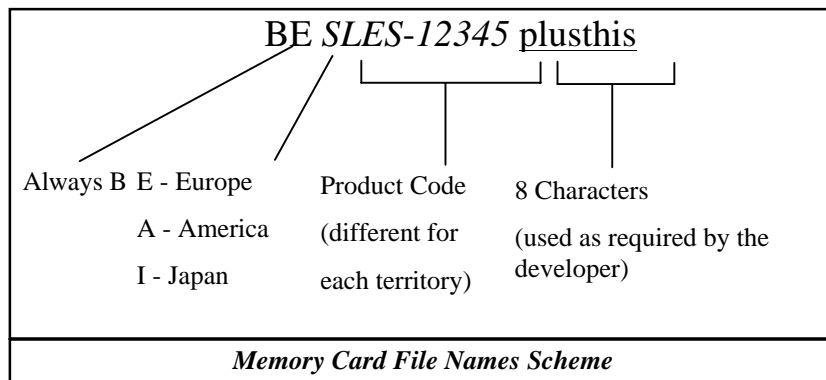 BE SLES-12345 plusthis
Always B E - Europe
A - America
I - Japan
Product Code
(different for
each territory)
8 Characters
(used as required by the
developer)
Memory Card File Names Scheme